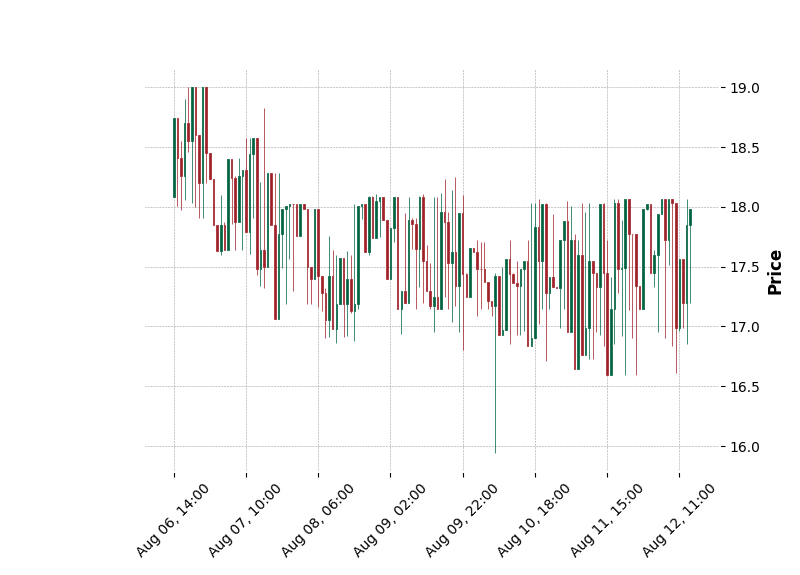 19.0
18.5
18.0
17.5
17.0
16.5
16.0
Price
Aug 06, 14:00
Aug 07, 10:00
Aug 08, 06:00
Aug 09, 02:00
Aug 09, 22:00
Aug 10, 18:00
Aug 11, 15:00
Aug 12, 11:00